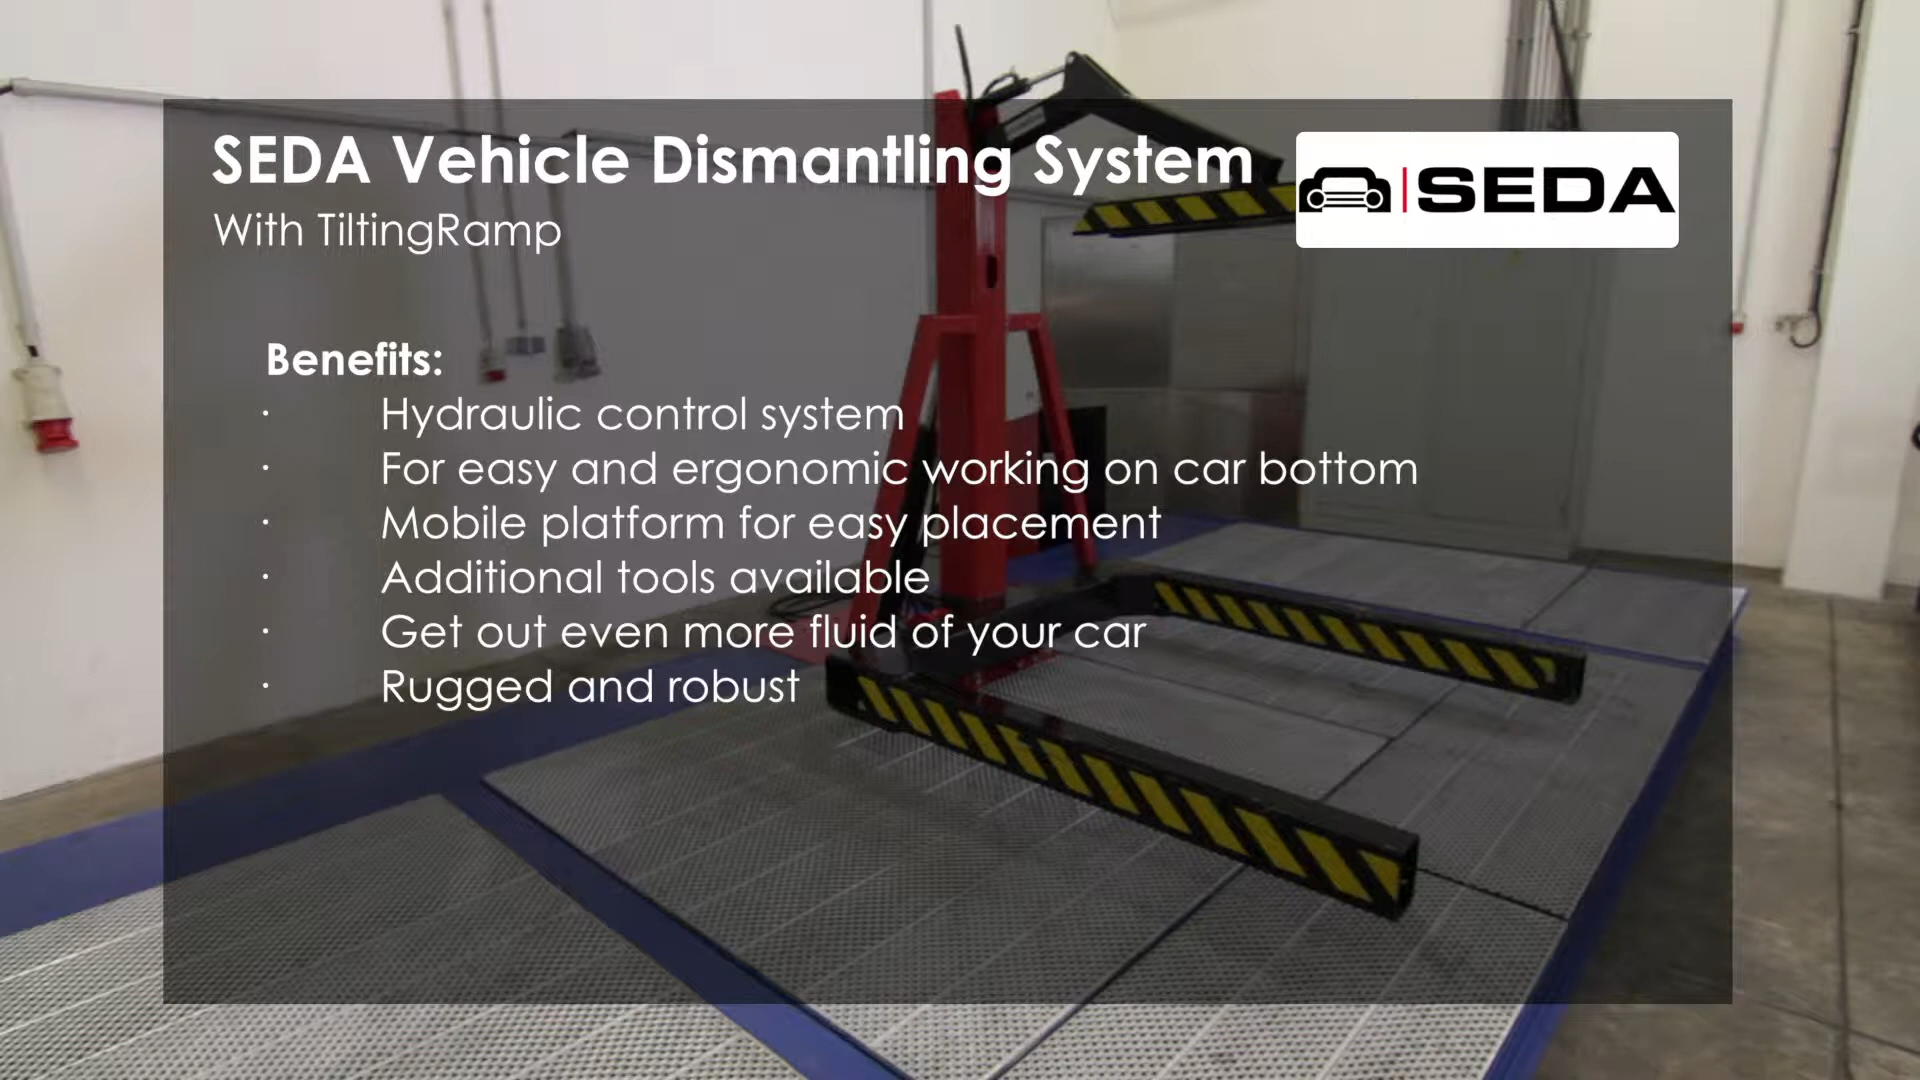 SEDA Vehicle Dismantling System
With TiltingRamp
SEDA
Benefits:
· Hydraulic control system
· For easy and ergonomic working on car bottom
· Mobile platform for easy placement
· Additional tools available
· Get out even more fluid of your car
· Rugged and robust